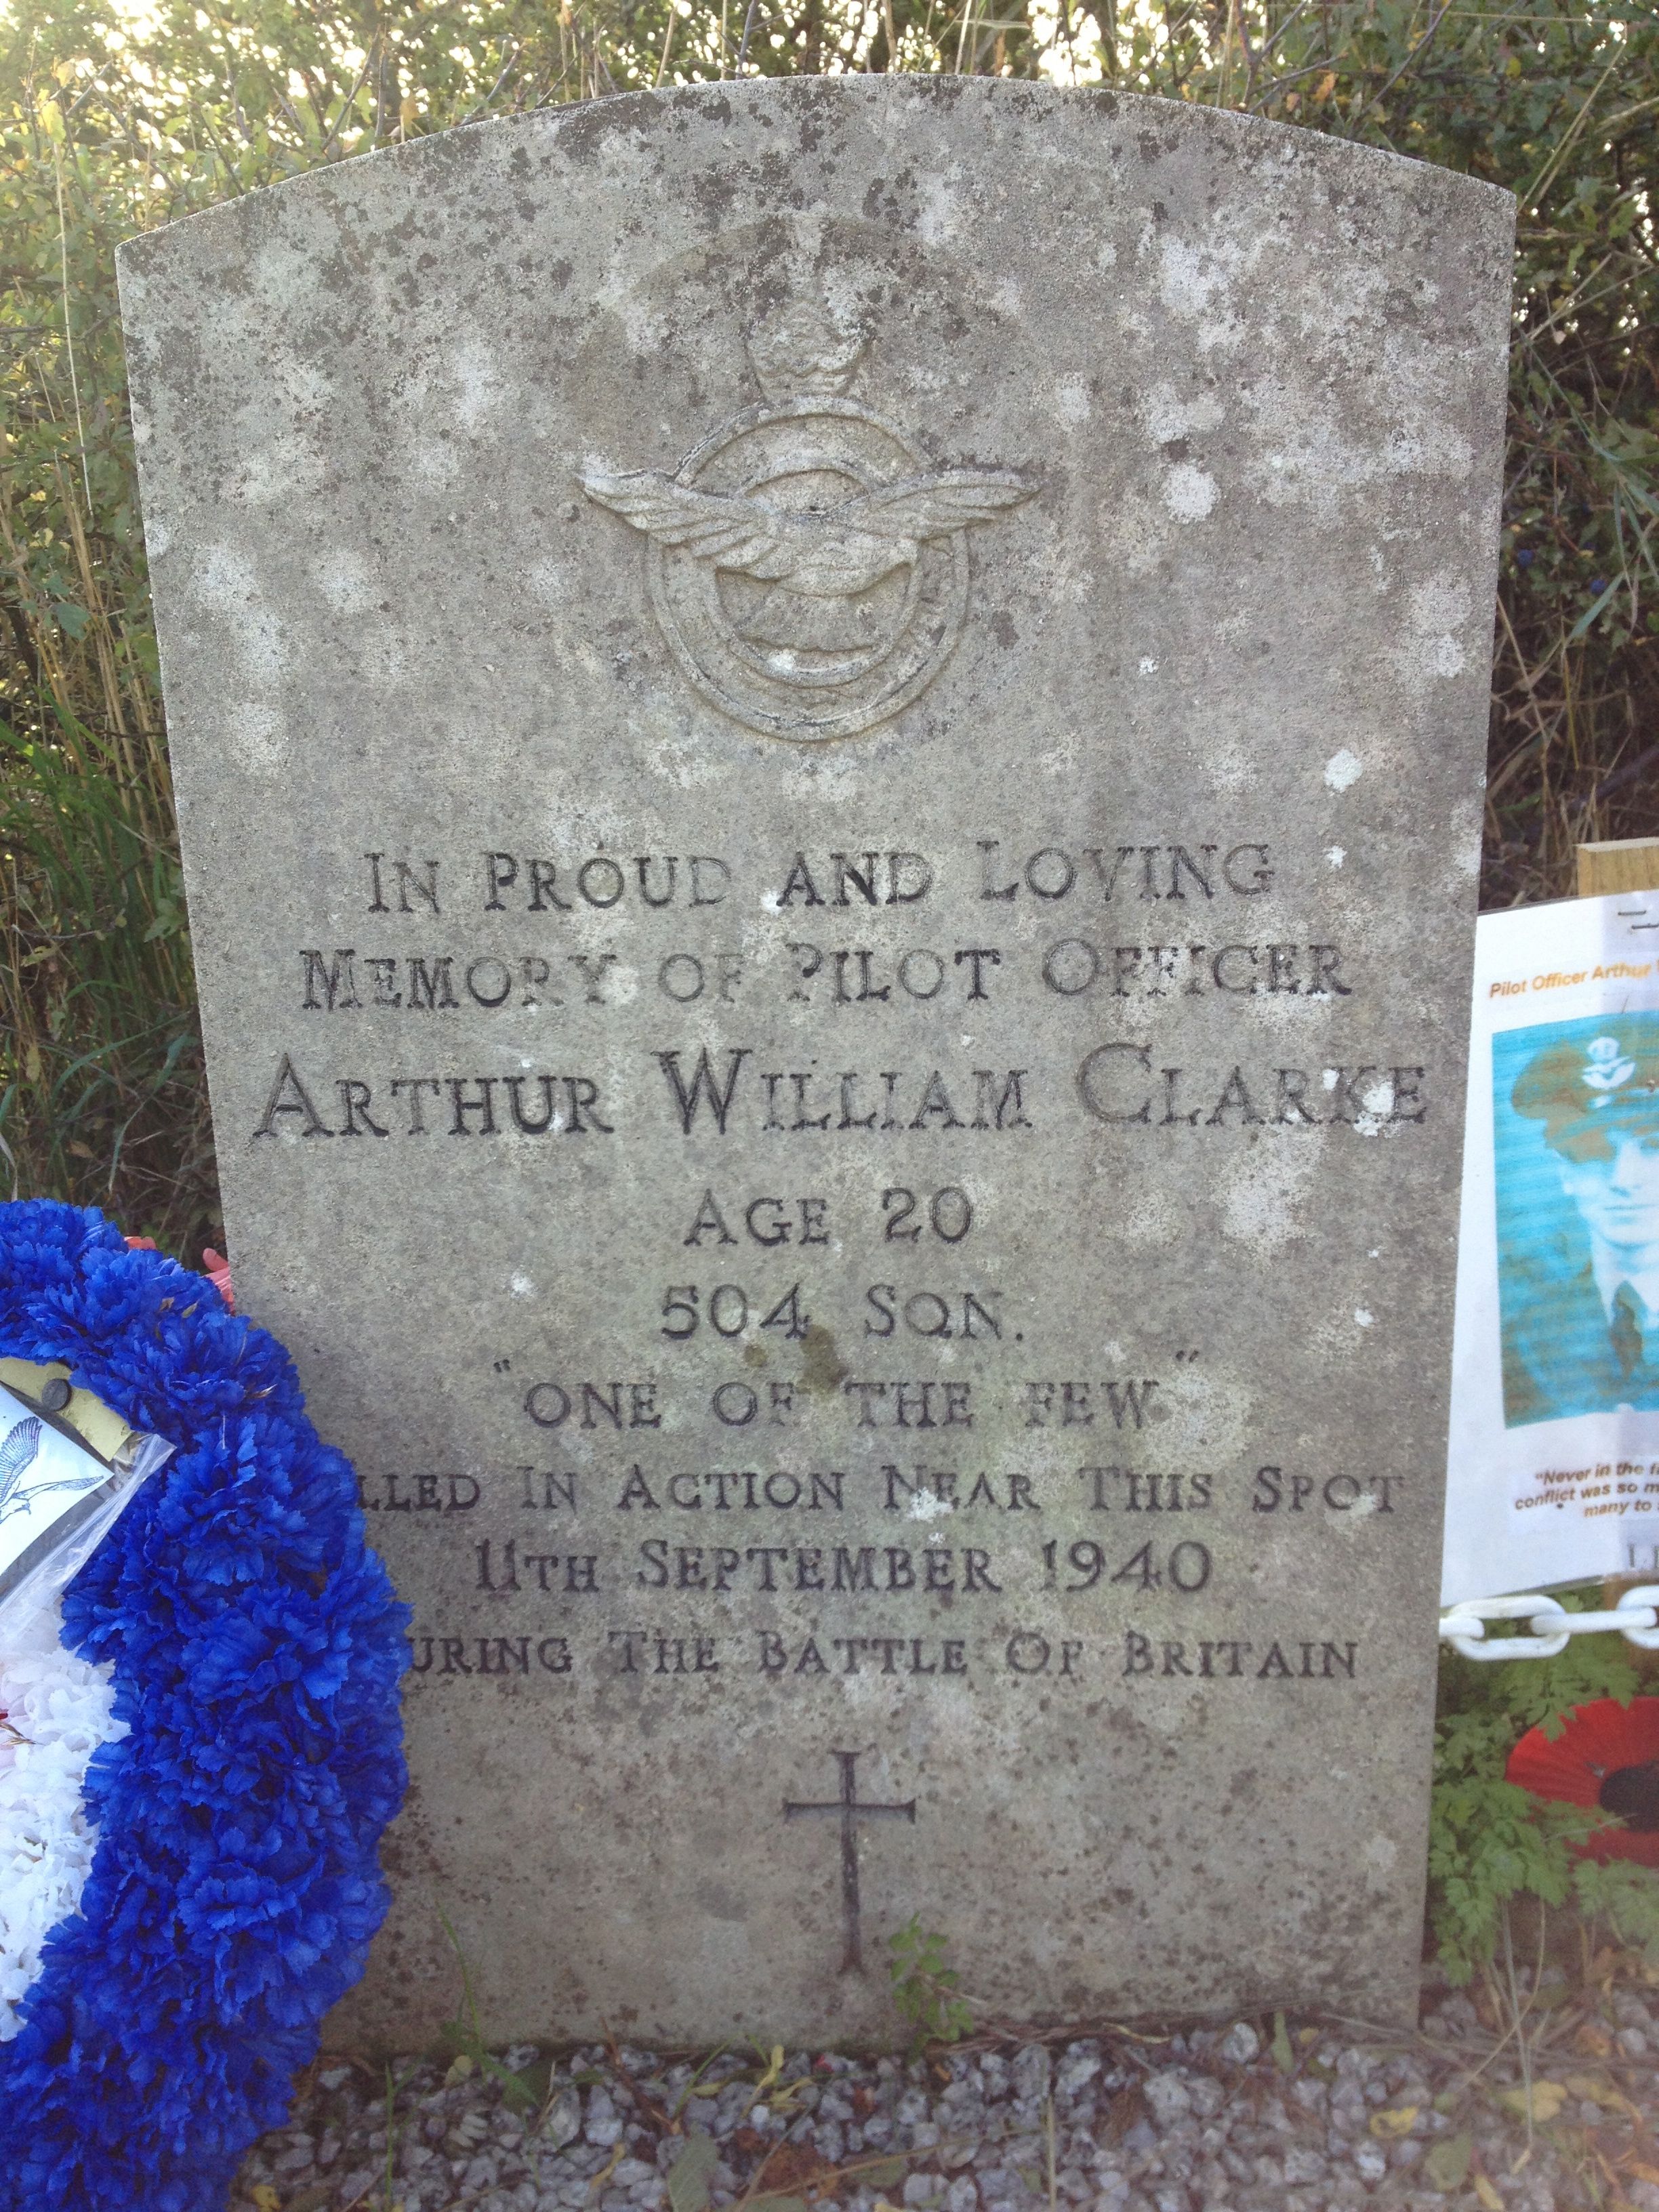 IN PROUD AND LOVING
MEMORY OF PILOT OFFICER
ARTHUR WILLIAM CLARKE
AGE 20
504 SQN.
"ONE OF THE FEW"
LLED IN ACTION NEAR THIS SPOT
11TH SEPTEMBER 1940
URING THE BATTLE OF BRITAIN
Pilot Officer Arthur
"Never in the f
conflict was so m
many to